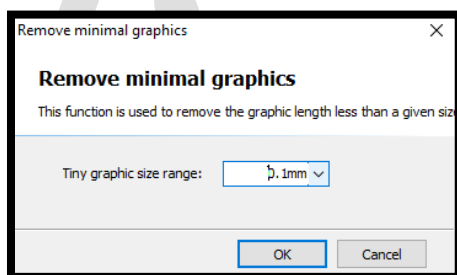 Remove minimal graphics
Remove minimal graphics
This function is used to remove the graphic length less than a given siz
Tiny graphic size range: 0.1mm
OK Cancel